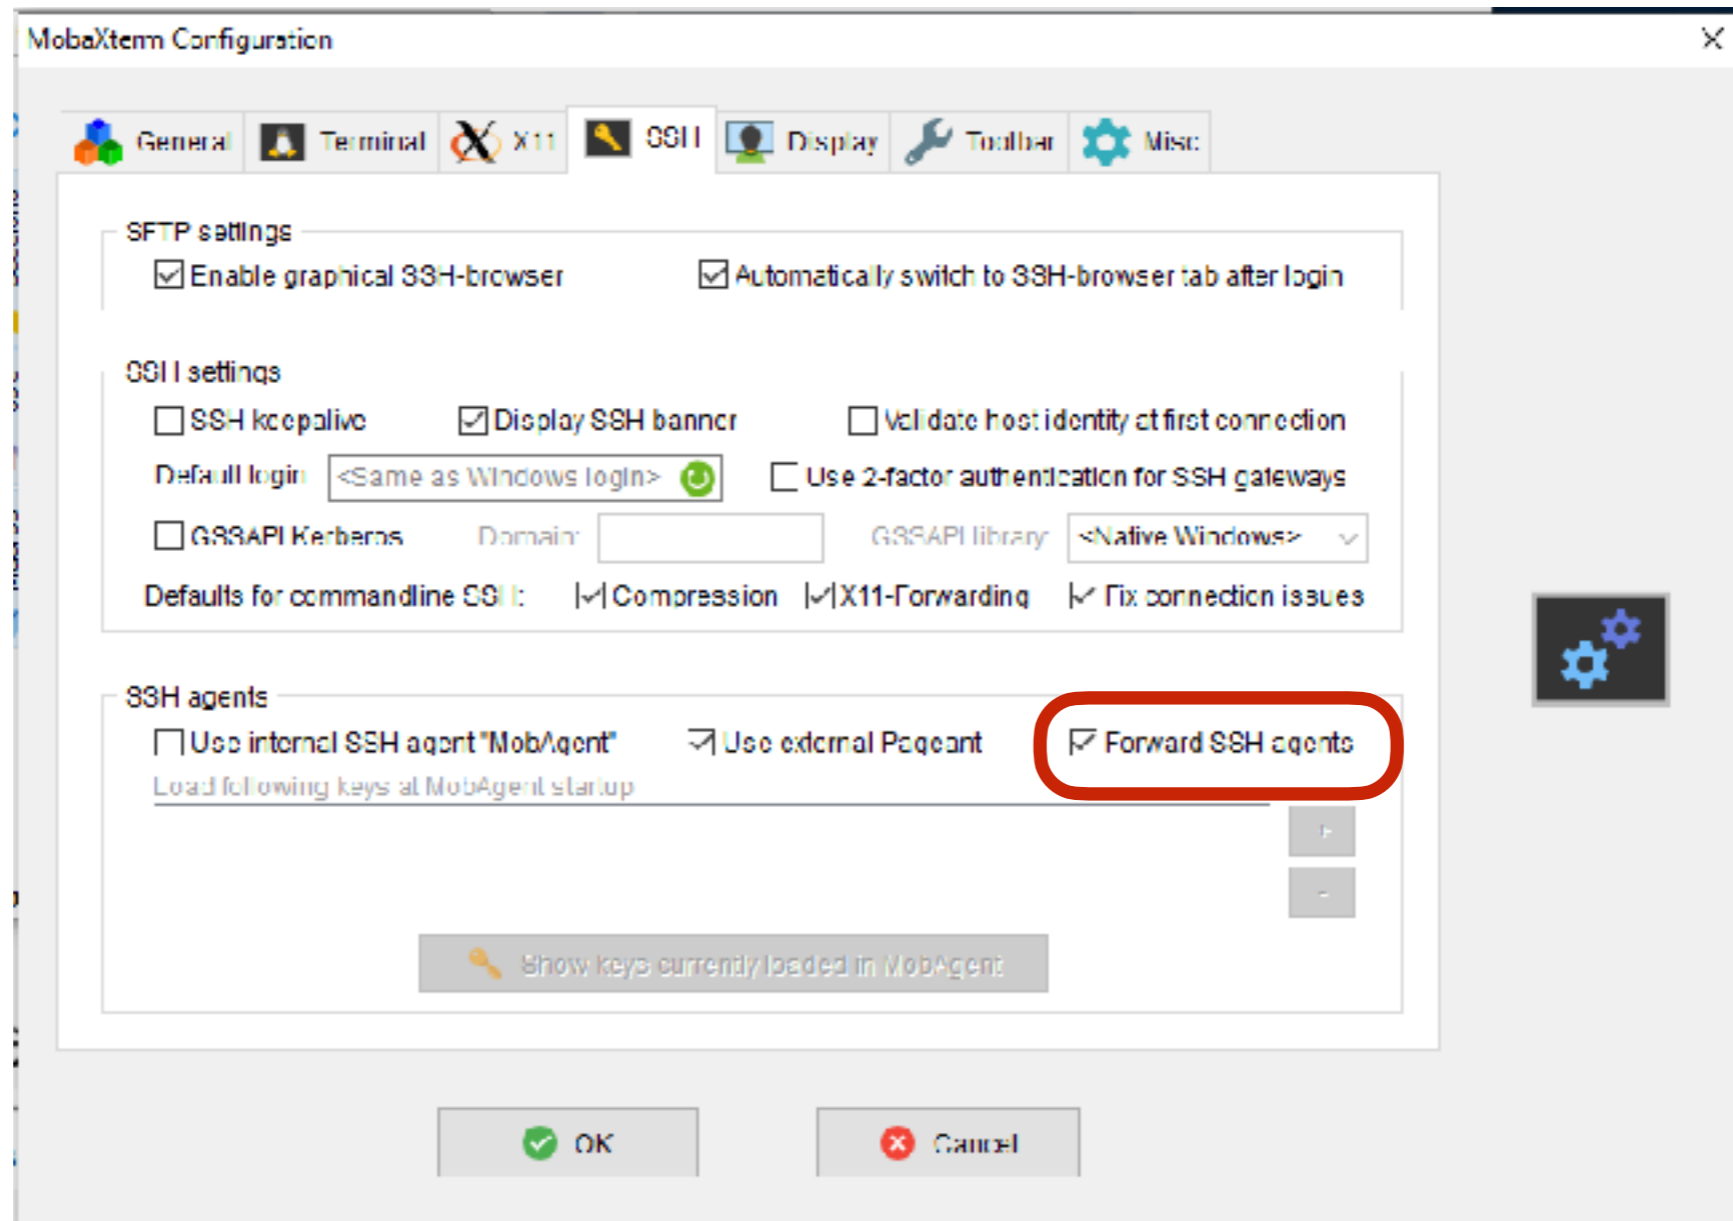 MobaXterm Configuration
General Terminal X11 SSH Display Toolbar Misc
SFTP settings
Enable graphical SSH-browser Automatically switch to SSH-browser tab after login
SSH settings
SSH keepalive Display SSH banner Validate host identity at first connection
Default login <Same as Windows login> Use 2-factor authentication for SSH gateways
GSSAPI Kerberos Domain: GSSAPI library: <Native Windows>
Defaults for commandline SSH: Compression X11-Forwarding Fix connection issues
SSH agents
Use internal SSH agent "MobAgent" Use external Pageant Forward SSH agents
Load following keys at MobAgent startup
+
-
Show keys currently loaded in MobAgent
OK Cancel